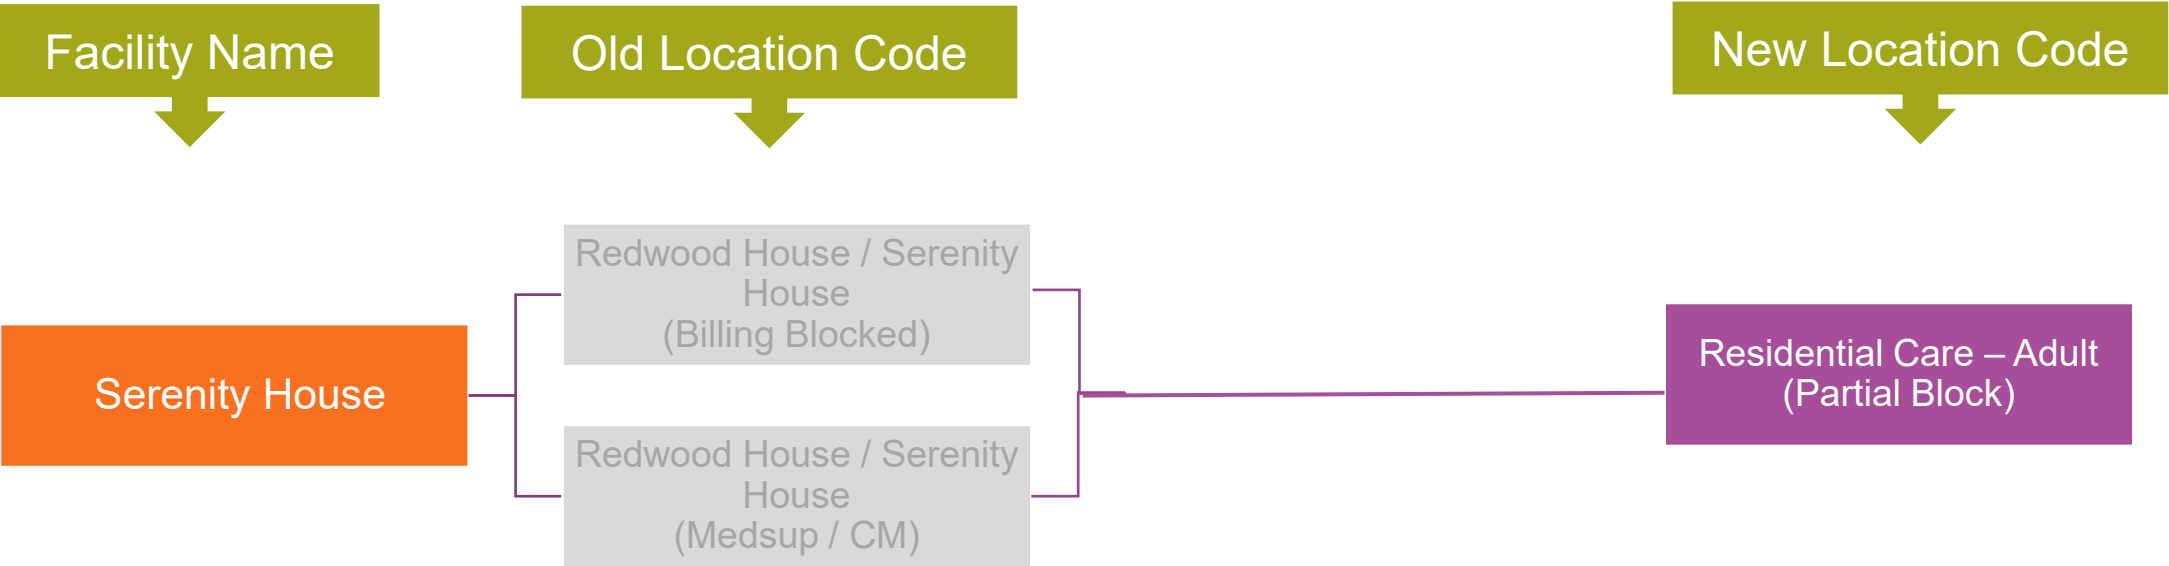 Facility Name
Old Location Code
New Location Code
Redwood House / Serenity
House
(Billing Blocked)
Serenity House
Residential Care – Adult
(Partial Block)
Redwood House / Serenity
House
(Medsup / CM)